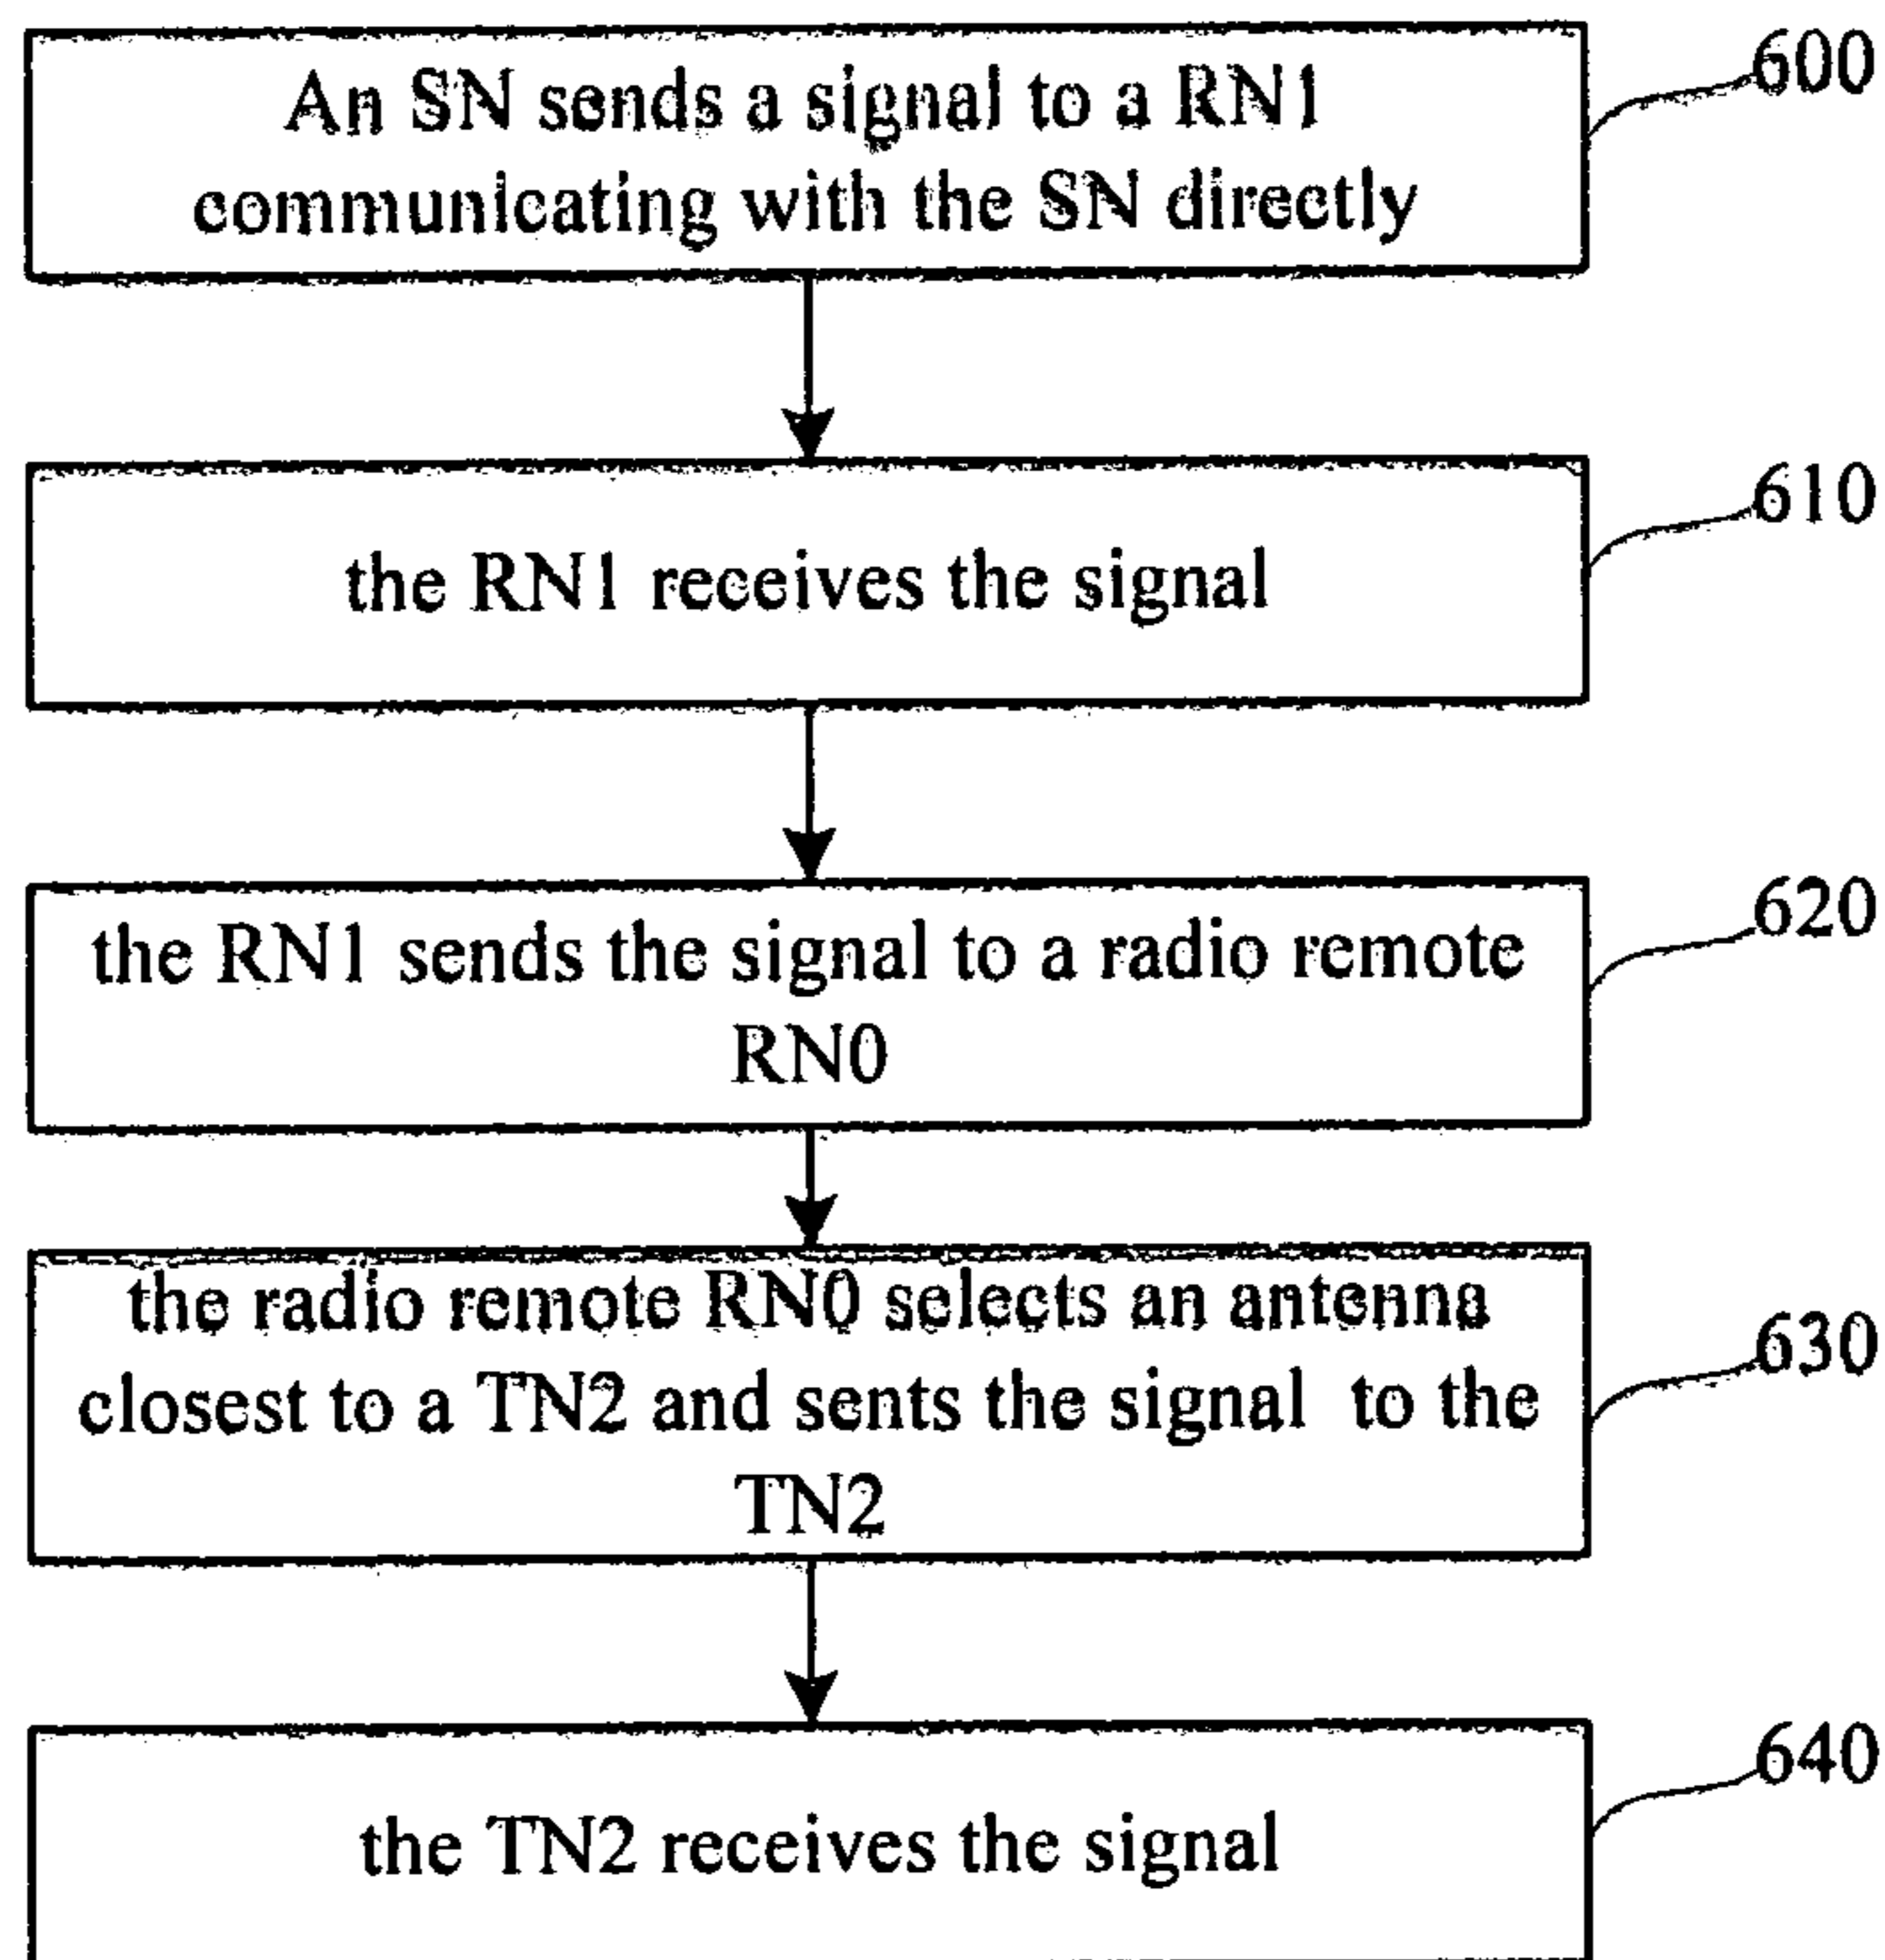 An SN sends a signal to a RN1
communicating with the SN directly
600
the RN1 receives the signal
610
the RN1 sends the signal to a radio remote
RN0
620
the radio remote RN0 selects an antenna
closest to a TN2 and sents the signal to the
TN2
630
the TN2 receives the signal
640